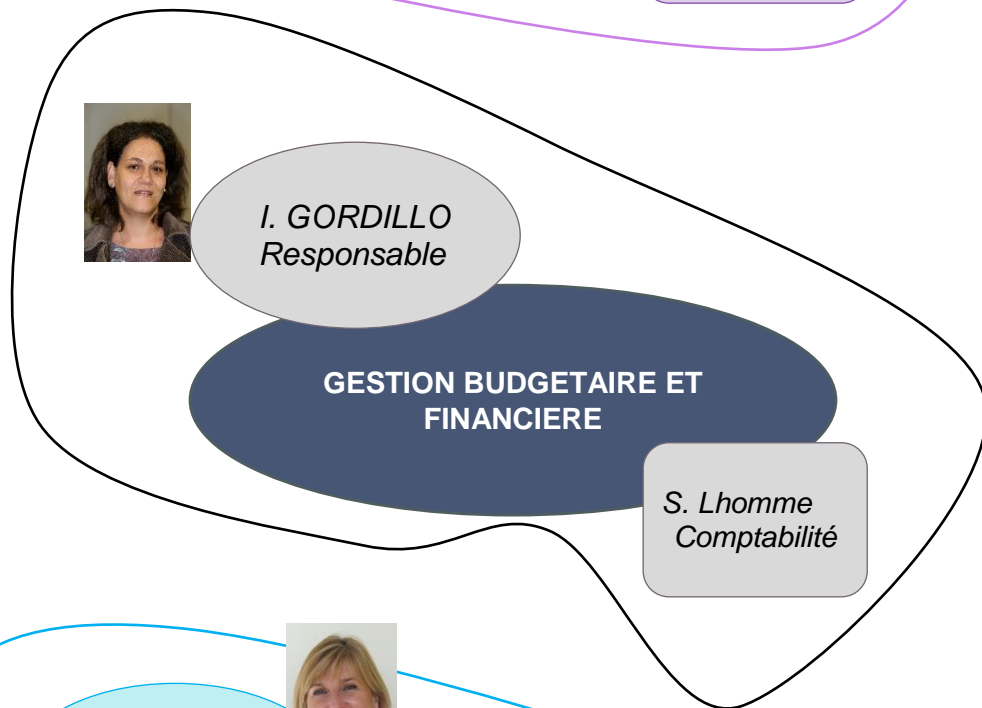 I. GORDILLO
Responsable
GESTION BUDGETAIRE ET
FINANCIERE
S. Lhomme
Comptabilité